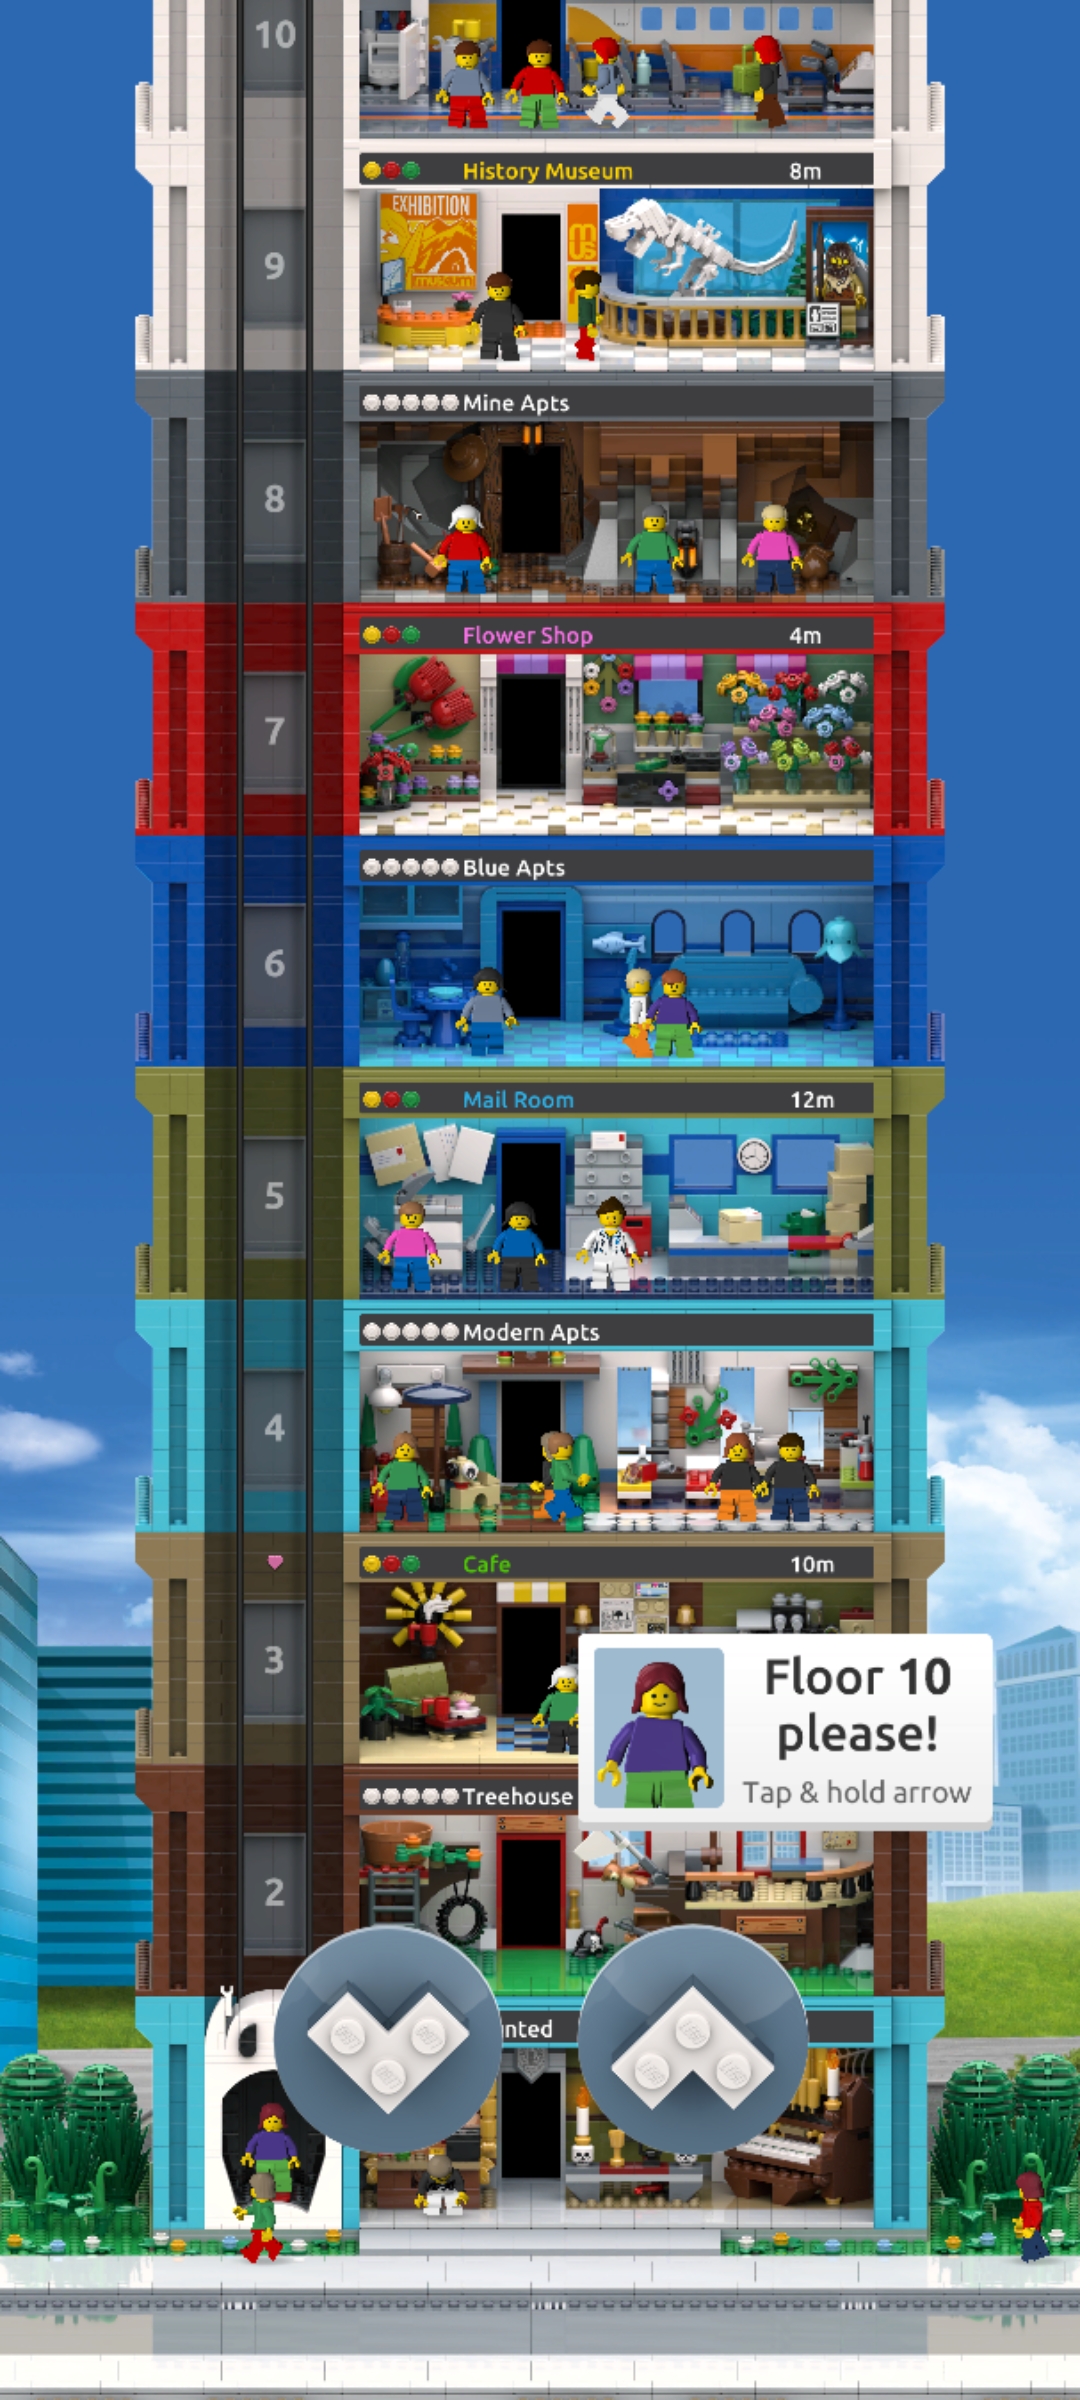 10
History Museum 8m
EXHIBITION
museum
9
Mine Apts
8
Flower Shop 4m
7
Blue Apts
6
Mail Room 12m
5
Modern Apts
4
Cafe 10m
3
Floor 10
please!
Tap & hold arrow
Treehouse
2
nted